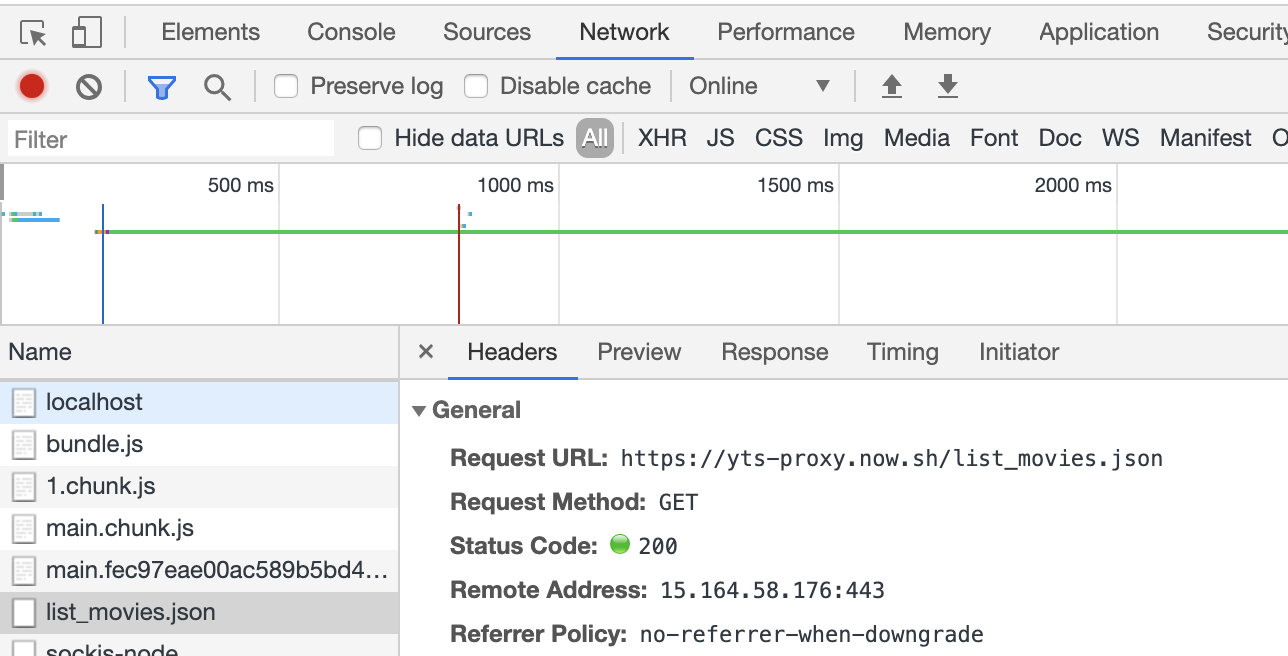 Elements Console Sources Network Performance Memory Application Security
Preserve log Disable cache Online
Filter Hide data URLs All XHR JS CSS Img Media Font Doc WS Manifest
500 ms 1000 ms 1500 ms 2000 ms
Name × Headers Preview Response Timing Initiator
localhost
General
bundle.js
Request URL: https://yts-proxy.now.sh/list_movies.json
1.chunk.js
Request Method: GET
main.chunk.js
Status Code: 200
main.fec97eae00ac589b5bd4...
Remote Address: 15.164.58.176:443
list_movies.json
Referrer Policy: no-referrer-when-downgrade
sockjs-node